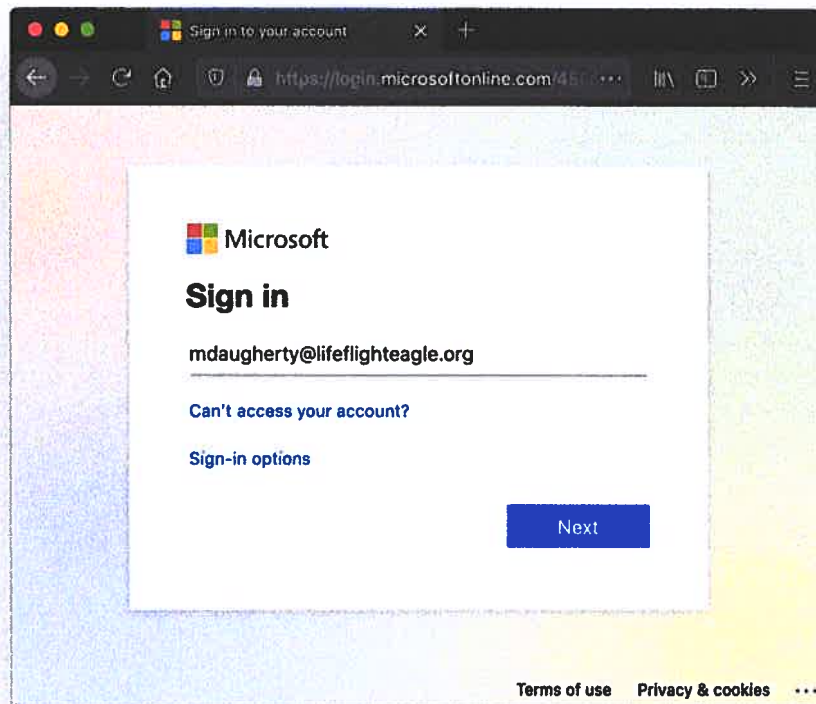 Sign in to your account
https://login.microsoftonline.com/
Microsoft
Sign in
mdaugherty@lifeflighteagle.org
Can't access your account?
Sign-in options
Next
Terms of use Privacy & cookies